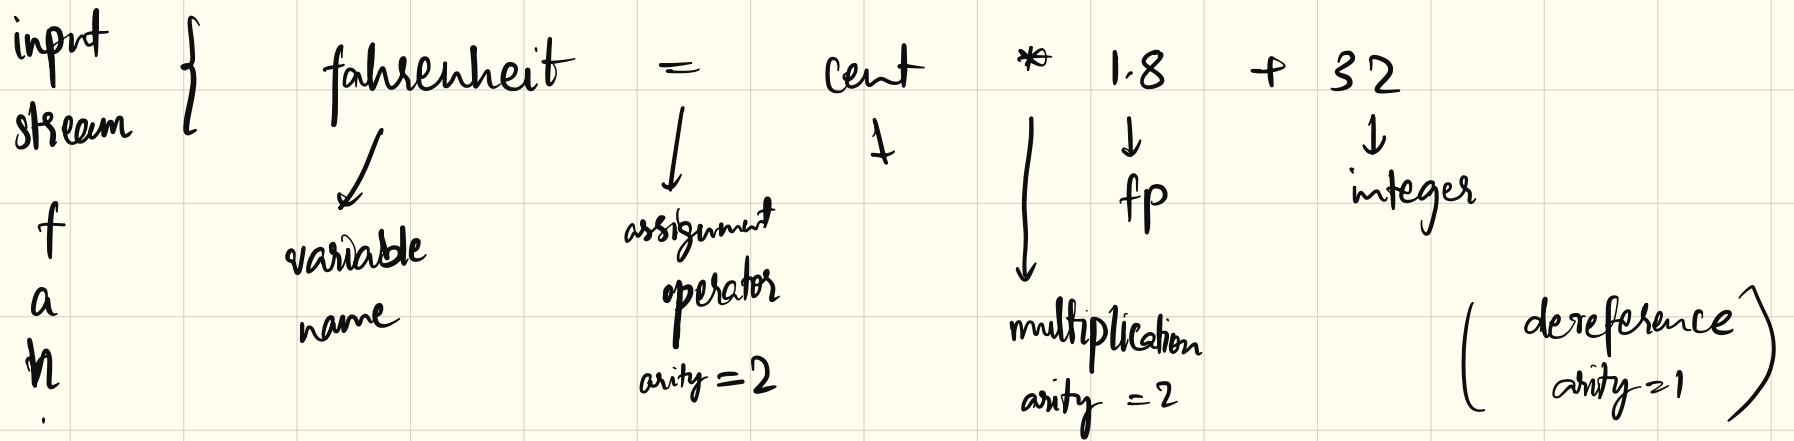 input
stream
fahrenheit = cent * 1.8 + 32
fp
integer
variable
name
assignment
operator
arity = 2
multiplication
arity = 2
( dereference
arity = 1 )
f
a
h
.